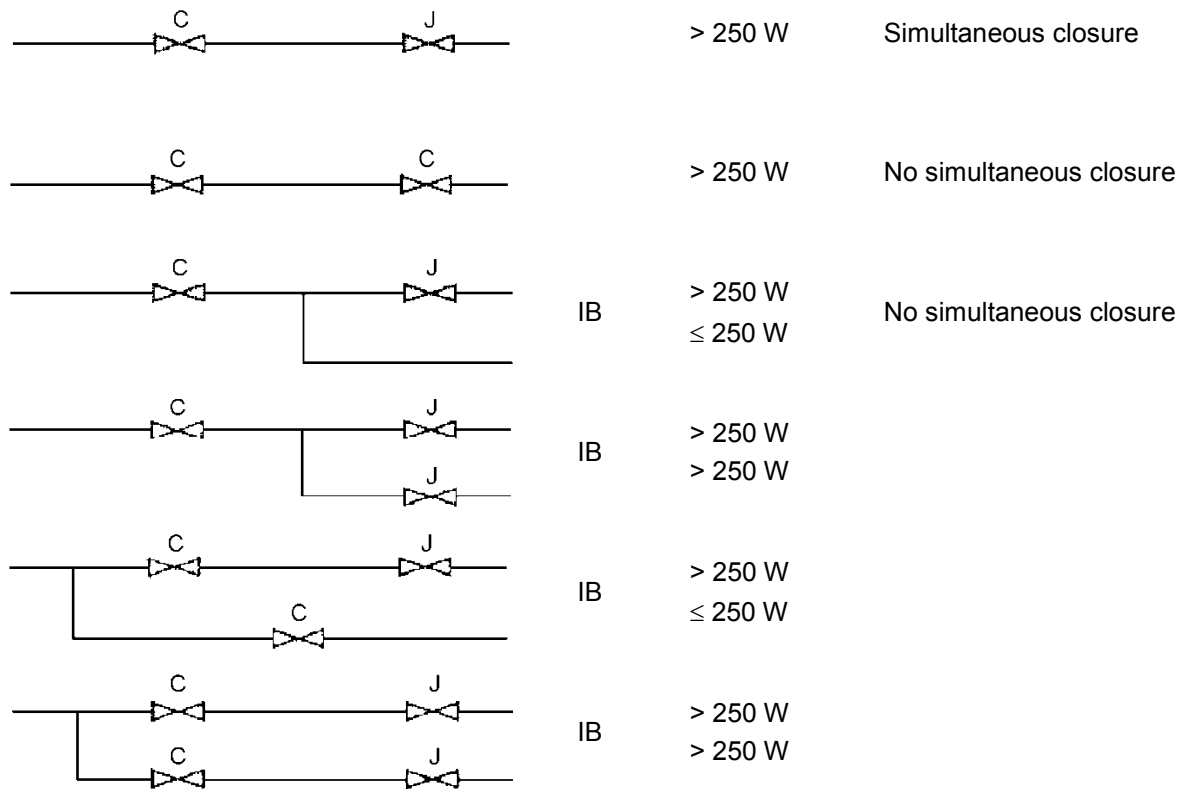 C J > 250 W Simultaneous closure
C C > 250 W No simultaneous closure
C J
IB > 250 W No simultaneous closure
≤ 250 W
C J
IB > 250 W
J > 250 W
C J
IB > 250 W
C ≤ 250 W
C J
IB > 250 W
C J > 250 W